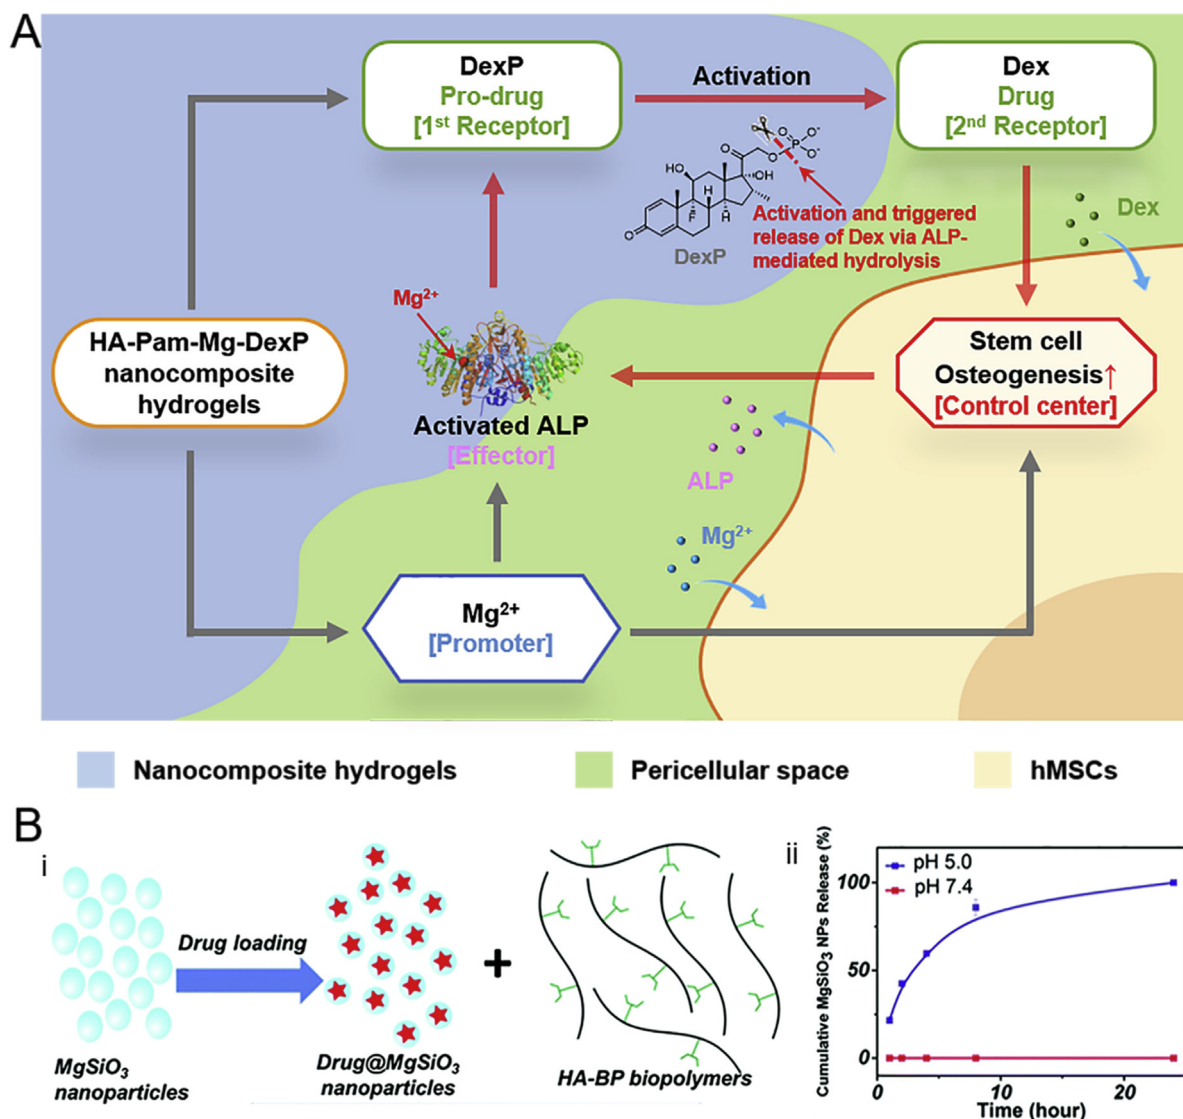 A
DexP
Pro-drug
[1st Receptor]
Activation
Dex
Drug
[2nd Receptor]
HO
O
O
P
O-
O-
O
OH
F
H
H
O
DexP
Activation and triggered
release of Dex via ALP-
mediated hydrolysis
Dex
Mg2+
HA-Pam-Mg-DexP
nanocomposite
hydrogels
Stem cell
Osteogenesis↑
[Control center]
Activated ALP
[Effector]
ALP
Mg2+
Mg2+
[Promoter]
Nanocomposite hydrogels
Pericellular space
hMSCs
B
i
Drug loading
+
MgSiO3
nanoparticles
Drug@MgSiO3
nanoparticles
HA-BP biopolymers
ii
Cumulative MgSiO3 NPs Release (%)
pH 5.0
pH 7.4
100
50
0
0
10
20
Time (hour)